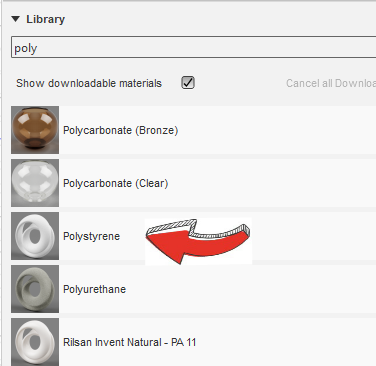 Library
poly
Show downloadable materials
Cancel all Downloa
Polycarbonate (Bronze)
Polycarbonate (Clear)
Polystyrene
Polyurethane
Rilsan Invent Natural - PA 11